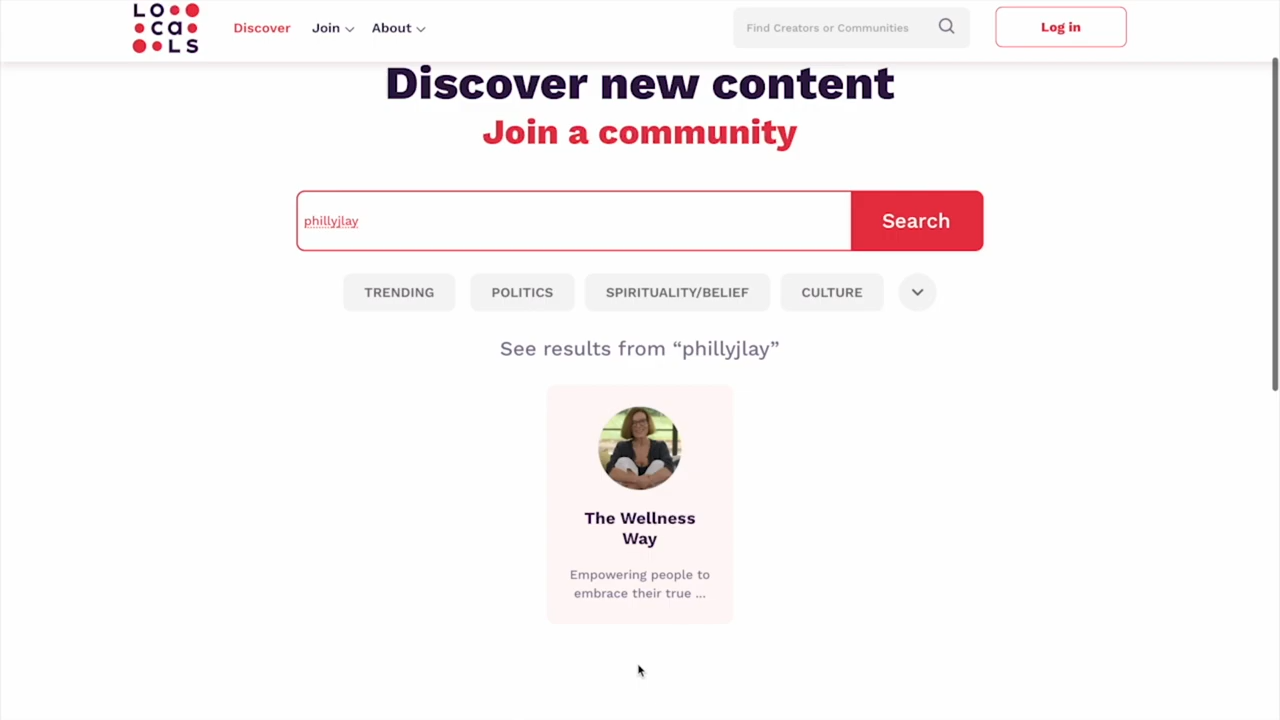 LO
ca
LS
Discover
Join
About
Find Creators or Communities
Log in
Discover new content
Join a community
phillyjlay
Search
TRENDING
POLITICS
SPIRITUALITY/BELIEF
CULTURE
See results from “phillyjlay”
The Wellness
Way
Empowering people to
embrace their true ...